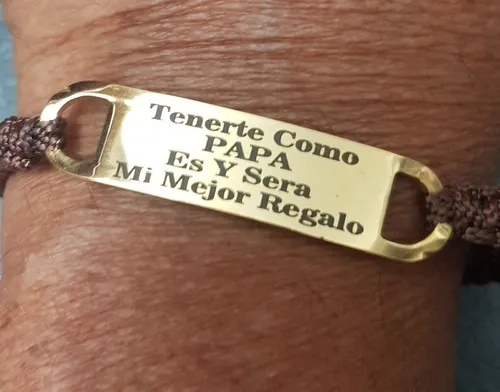 Tenerte Como
PAPA
Es Y Sera
Mi Mejor Regalo